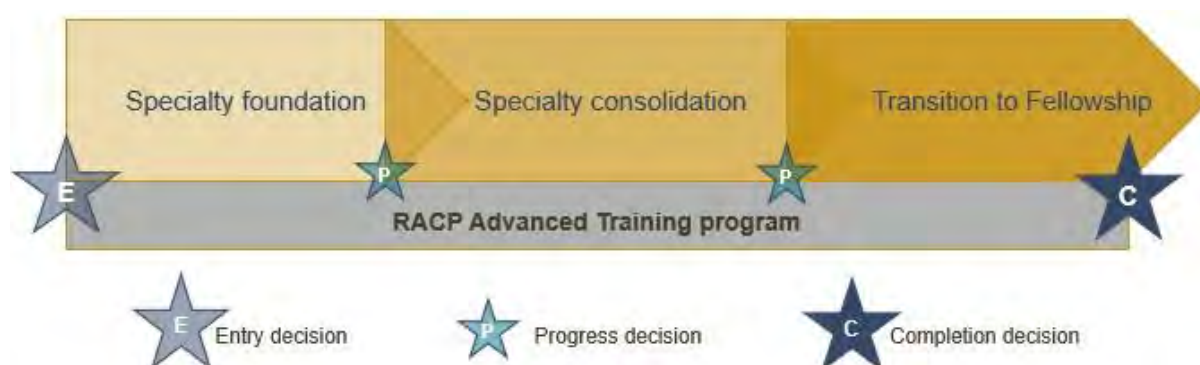 Specialty foundation
Specialty consolidation
Transition to Fellowship
E
P
P
C
RACP Advanced Training program
E Entry decision
P Progress decision
C Completion decision